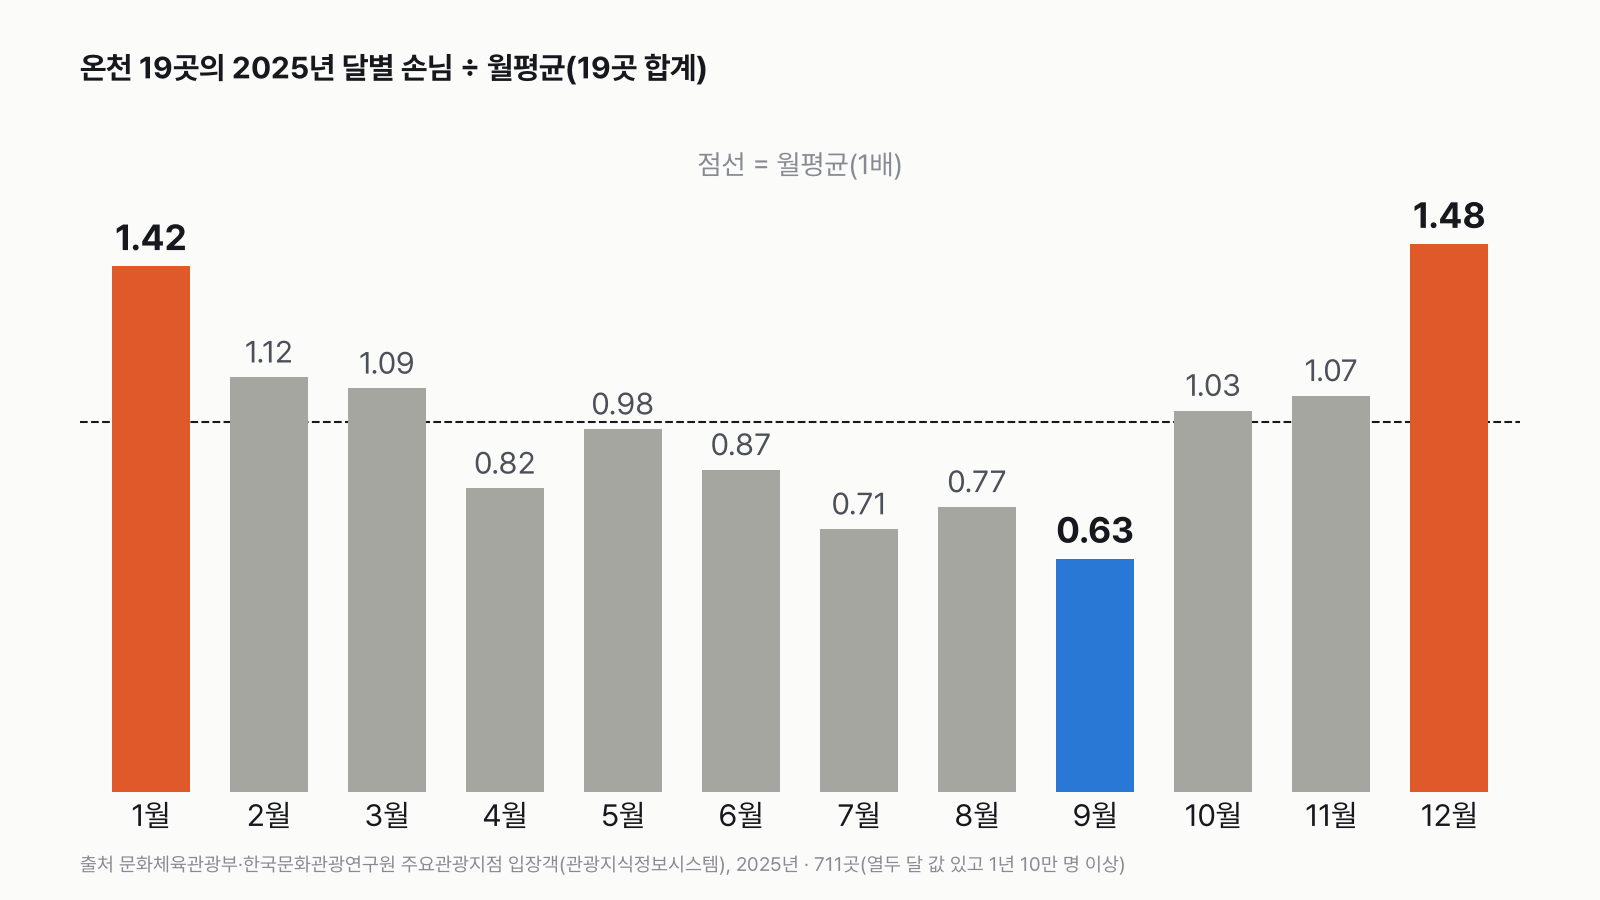 온천 19곳의 2025년 달별 손님 ÷ 월평균(19곳 합계)
점선 = 월평균(1배)
1.42 1.12 1.09 0.82 0.98 0.87 0.71 0.77 0.63 1.03 1.07 1.48
1월 2월 3월 4월 5월 6월 7월 8월 9월 10월 11월 12월
출처 문화체육관광부·한국문화관광연구원 주요관광지점 입장객(관광지식정보시스템), 2025년 · 711곳(열두 달 값 있고 1년 10만 명 이상)